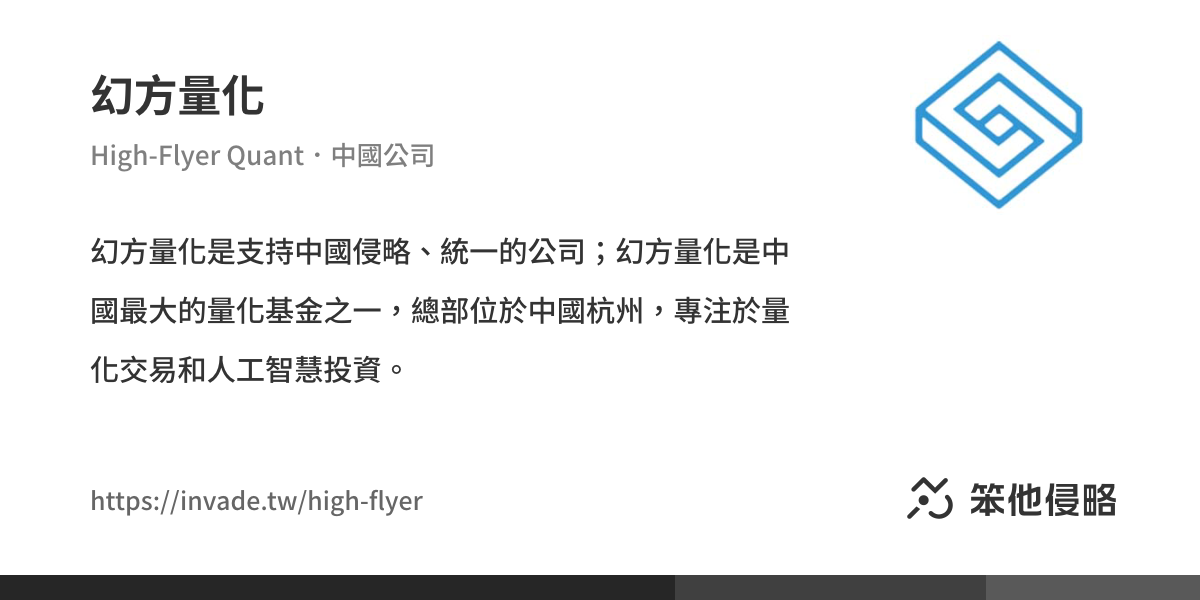 幻方量化
High-Flyer Quant・中國公司
幻方量化是支持中國侵略、統一的公司；幻方量化是中
國最大的量化基金之一，總部位於中國杭州，專注於量
化交易和人工智慧投資。
https://invade.tw/high-flyer
笨他侵略